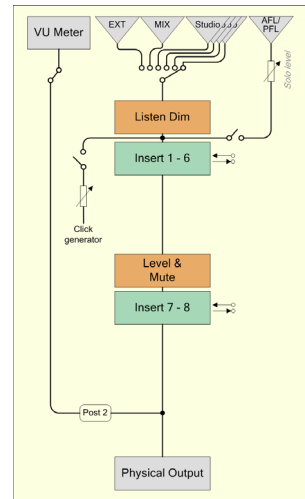 VU Meter
EXT
MIX
Studio
AFL/
PFL
Solo level
Listen Dim
Insert 1 - 6
Click
generator
Level &
Mute
Insert 7 - 8
Post 2
Physical Output